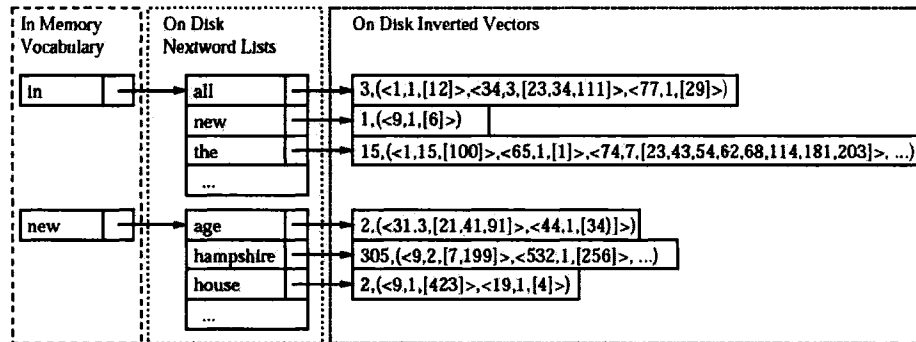 In Memory
Vocabulary
On Disk
Nextword Lists
On Disk Inverted Vectors
in
all
3,(<1,1,[12]>,<34,3,[23,34,111]>,<77,1,[29]>)
new
1,(<9,1,[6]>)
the
15,(<1,15,[100]>,<65,1,[1]>,<74,7,[23,43,54,62,68,114,181,203]>, ...)
...
new
age
2,(<31.3,[21,41,91]>,<44,1,[34)]>)
hampshire
305,(<9,2,[7,199]>,<532,1,[256]>, ...)
house
2,(<9,1,[423]>,<19,1,[4]>)
...